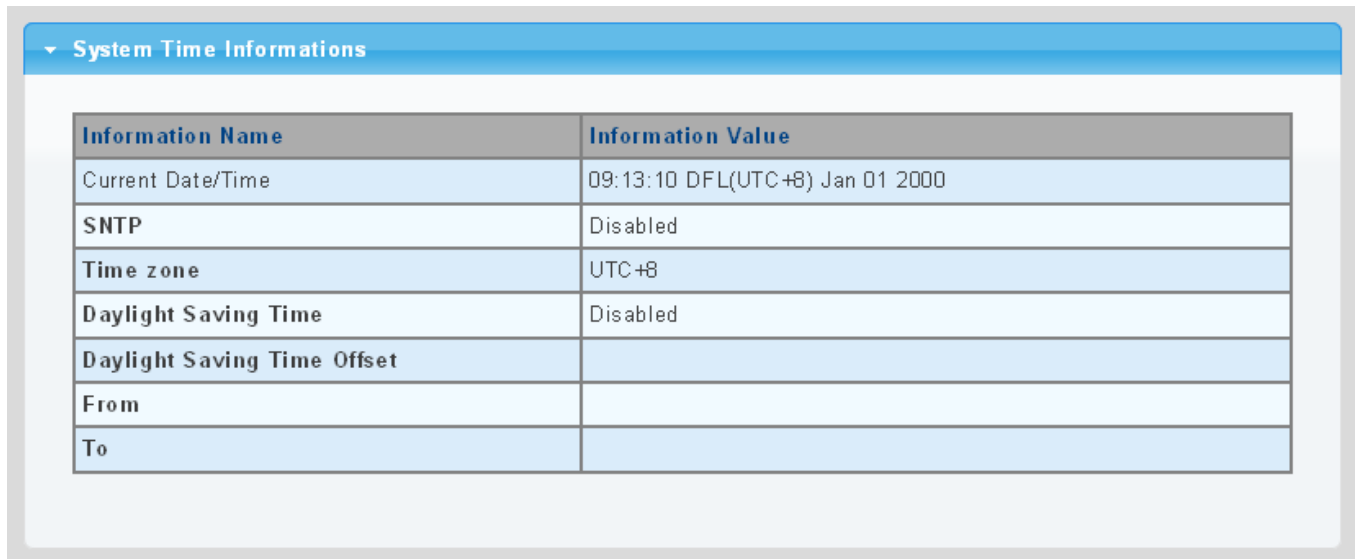 System Time Informations
Information Name Information Value
Current Date/Time 09:13:10 DFL(UTC+8) Jan 01 2000
SNTP Disabled
Time zone UTC+8
Daylight Saving Time Disabled
Daylight Saving Time Offset
From
To